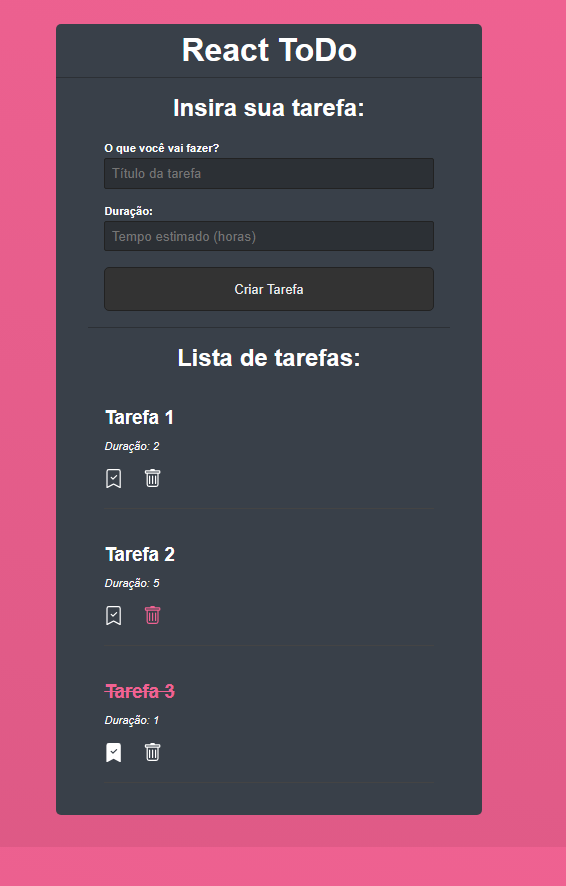 React ToDo
Insira sua tarefa:
O que você vai fazer?
Título da tarefa
Duração:
Tempo estimado (horas)
Criar Tarefa
Lista de tarefas:
Tarefa 1
Duração: 2
Tarefa 2
Duração: 5
Tarefa 3
Duração: 1